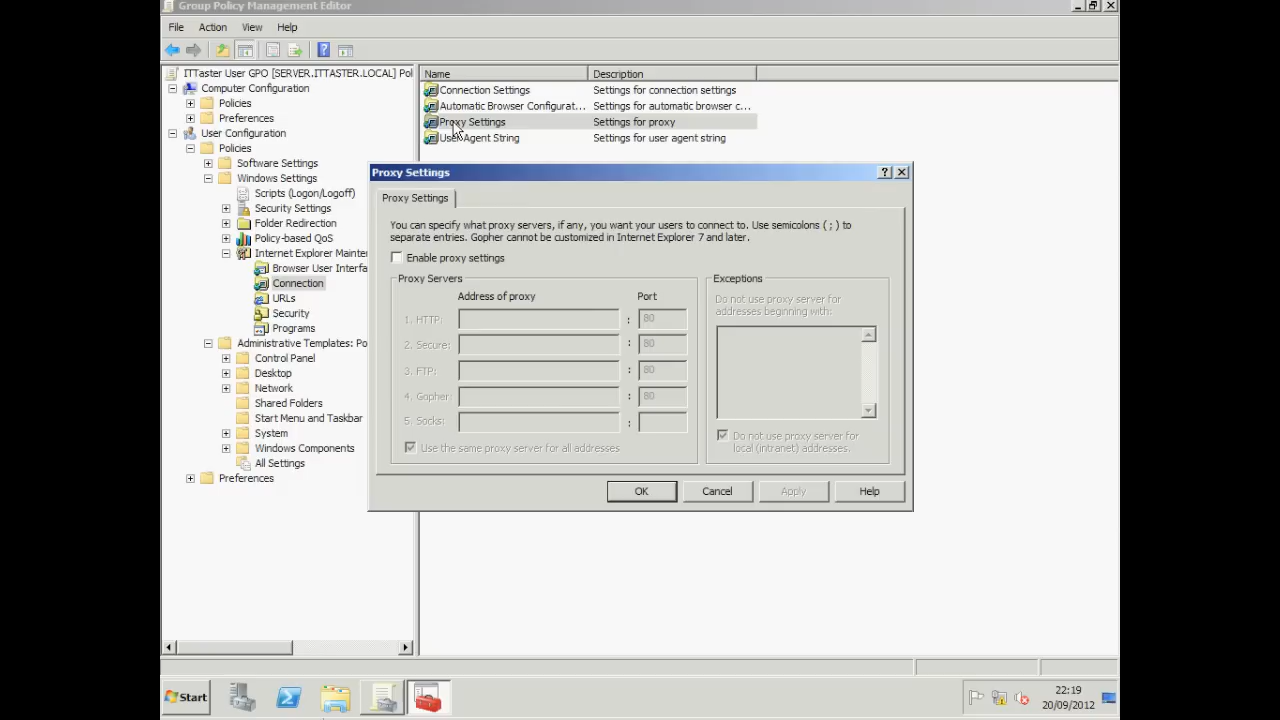 Group Policy Management Editor
File Action View Help
ITTaster User GPO [SERVER.ITTASTER.LOCAL] Pol
Computer Configuration
Policies
Preferences
User Configuration
Policies
Software Settings
Windows Settings
Scripts (Logon/Logoff)
Security Settings
Folder Redirection
Policy-based QoS
Internet Explorer Mainter
Browser User Interfa
Connection
URLs
Security
Programs
Administrative Templates: Po
Control Panel
Desktop
Network
Shared Folders
Start Menu and Taskbar
System
Windows Components
All Settings
Preferences
Name Description
Connection Settings Settings for connection settings
Automatic Browser Configurat... Settings for automatic browser c...
Proxy Settings Settings for proxy
User Agent String Settings for user agent string
Proxy Settings
Proxy Settings
You can specify what proxy servers, if any, you want your users to connect to. Use semicolons (;) to
separate entries. Gopher cannot be customized in Internet Explorer 7 and later.
Enable proxy settings
Proxy Servers
Address of proxy Port
1. HTTP: : 80
2. Secure: : 80
3. FTP: : 80
4. Gopher: : 80
5. Socks: :
Use the same proxy server for all addresses
Exceptions
Do not use proxy server for
addresses beginning with:
Do not use proxy server for
local (intranet) addresses.
OK Cancel Apply Help
Start
22:19
20/09/2012